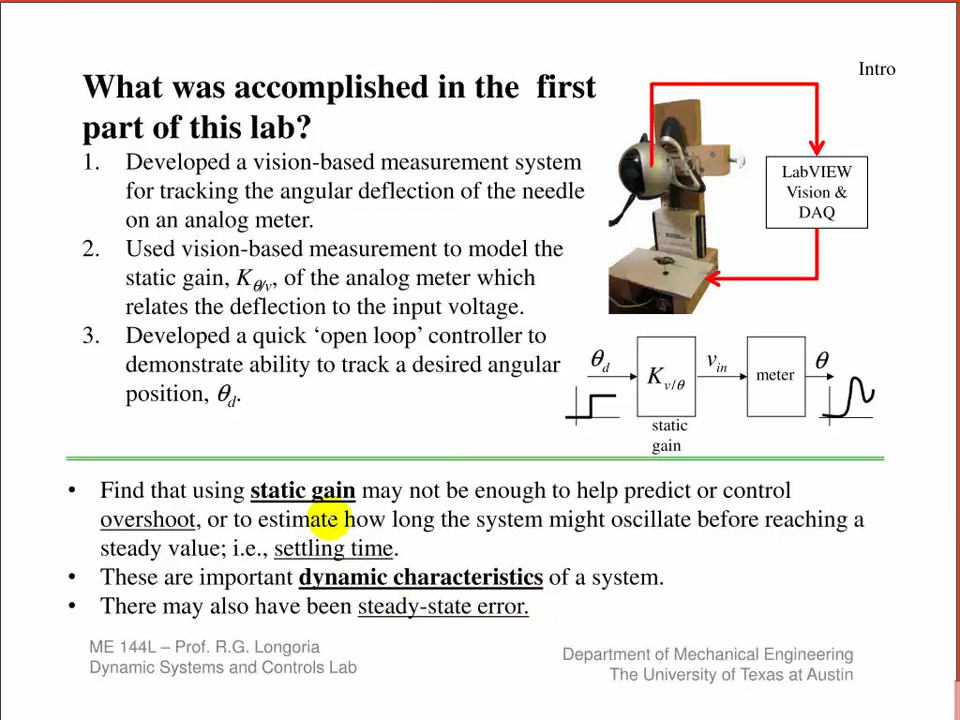 Intro
What was accomplished in the first
part of this lab?
1. Developed a vision-based measurement system
for tracking the angular deflection of the needle
on an analog meter.
2. Used vision-based measurement to model the
static gain, Kθ/v, of the analog meter which
relates the deflection to the input voltage.
3. Developed a quick ‘open loop’ controller to
demonstrate ability to track a desired angular
position, θd.
LabVIEW
Vision &
DAQ
θd
Kv/θ
vin
meter
θ
static
gain
• Find that using static gain may not be enough to help predict or control
overshoot, or to estimate how long the system might oscillate before reaching a
steady value; i.e., settling time.
• These are important dynamic characteristics of a system.
• There may also have been steady-state error.
ME 144L – Prof. R.G. Longoria
Dynamic Systems and Controls Lab
Department of Mechanical Engineering
The University of Texas at Austin